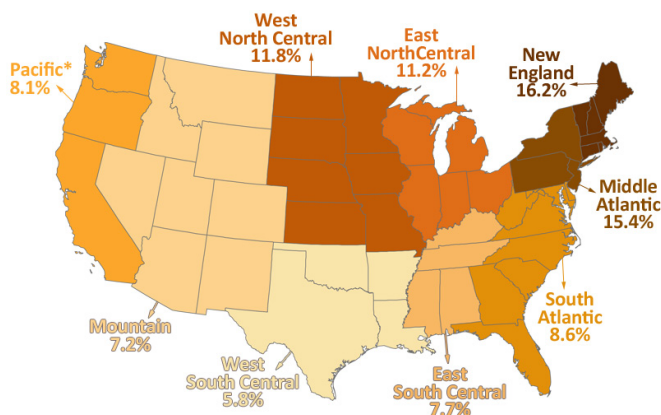 West
North Central
11.8%
East
NorthCentral
11.2%
New
England
16.2%
Pacific*
8.1%
Middle
Atlantic
15.4%
South
Atlantic
8.6%
Mountain
7.2%
West
South Central
5.8%
East
South Central
7.7%